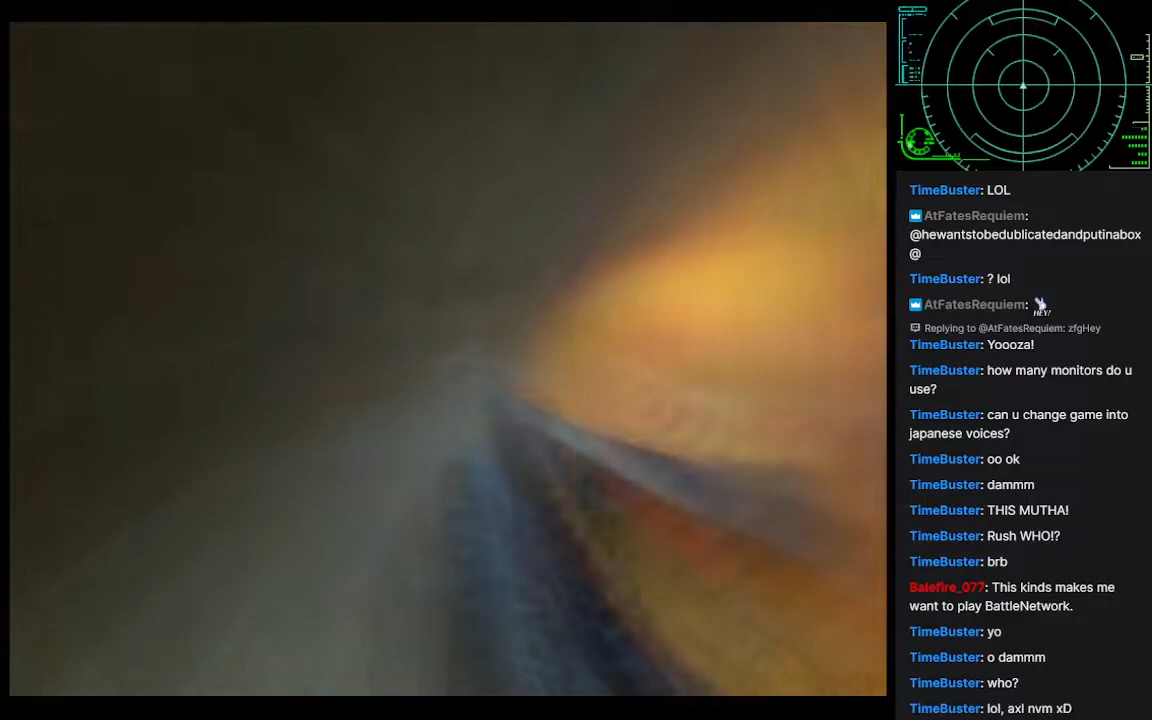 TimeBuster: LOL
AtFatesRequiem:
@hewantstobedublicatedandputinabox
@
TimeBuster: ? lol
AtFatesRequiem: HEY!
Replying to @AtFatesRequiem: zfgHey
TimeBuster: Yoooza!
TimeBuster: how many monitors do u
use?
TimeBuster: can u change game into
japanese voices?
TimeBuster: oo ok
TimeBuster: dammm
TimeBuster: THIS MUTHA!
TimeBuster: Rush WHO!?
TimeBuster: brb
Balefire_077: This kinds makes me
want to play BattleNetwork.
TimeBuster: yo
TimeBuster: o dammm
TimeBuster: who?
TimeBuster: lol, axl nvm xD